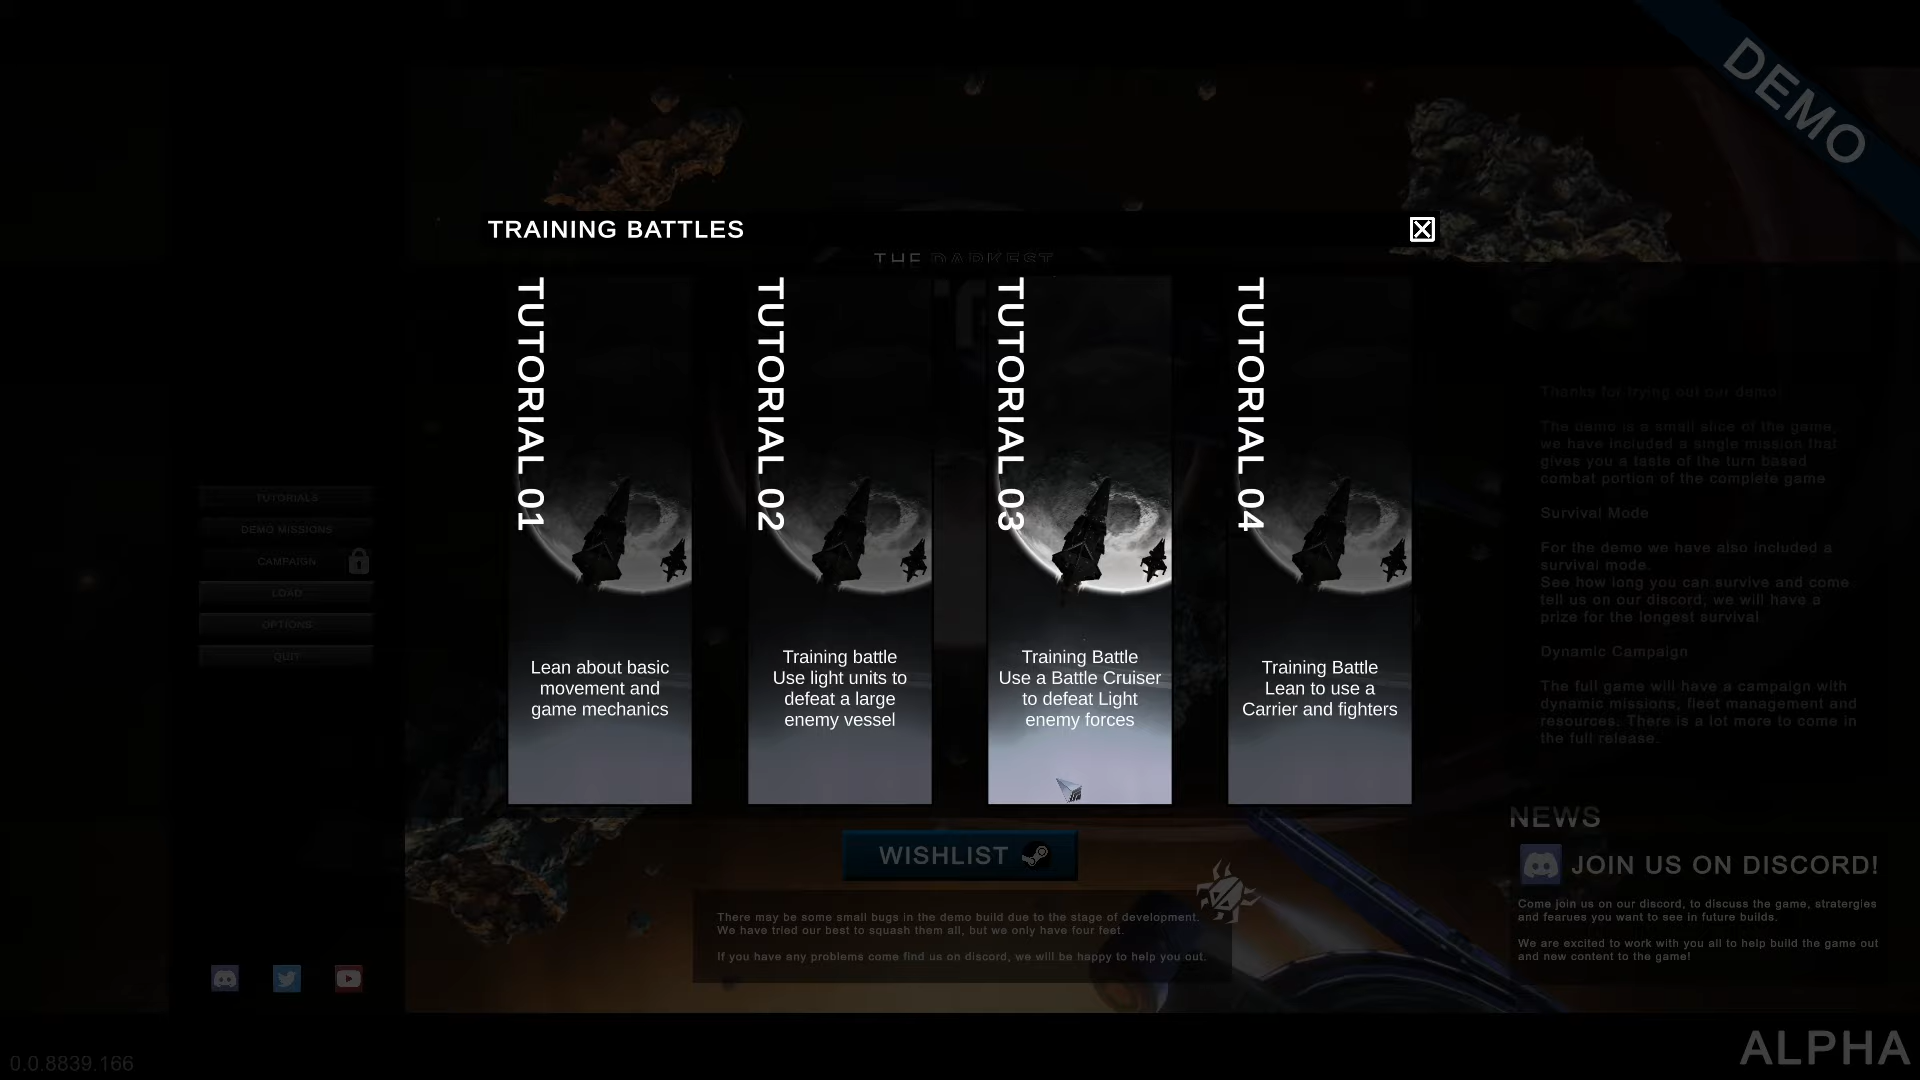 DEMO
TRAINING BATTLES
THE DARKEST
TUTORIAL 01
Lean about basic
movement and
game mechanics
TUTORIAL 02
Training battle
Use light units to
defeat a large
enemy vessel
TUTORIAL 03
Training Battle
Use a Battle Cruiser
to defeat Light
enemy forces
TUTORIAL 04
Training Battle
Lean to use a
Carrier and fighters
TUTORIALS
DEMO MISSIONS
CAMPAIGN
LOAD
OPTIONS
QUIT
Thanks for trying out our demo!
The demo is a small slice of the game,
we have included a single mission that
gives you a taste of the turn based
combat portion of the complete game
Survival Mode
For the demo we have also included a
survival mode.
See how long you can survive and come
tell us on our discord, we will have a
prize for the longest survival
Dynamic Campaign
The full game will have a campaign with
dynamic missions, fleet management and
resources. There is a lot more to come in
the full release.
WISHLIST
There may be some small bugs in the demo build due to the stage of development.
We have tried our best to squash them all, but we only have four feet.
If you have any problems come find us on discord, we will be happy to help you out.
NEWS
JOIN US ON DISCORD!
Come join us on our discord, to discuss the game, stratergies
and fearues you want to see in future builds.
We are excited to work with you all to help build the game out
and new content to the game!
0.0.8839.166
ALPHA